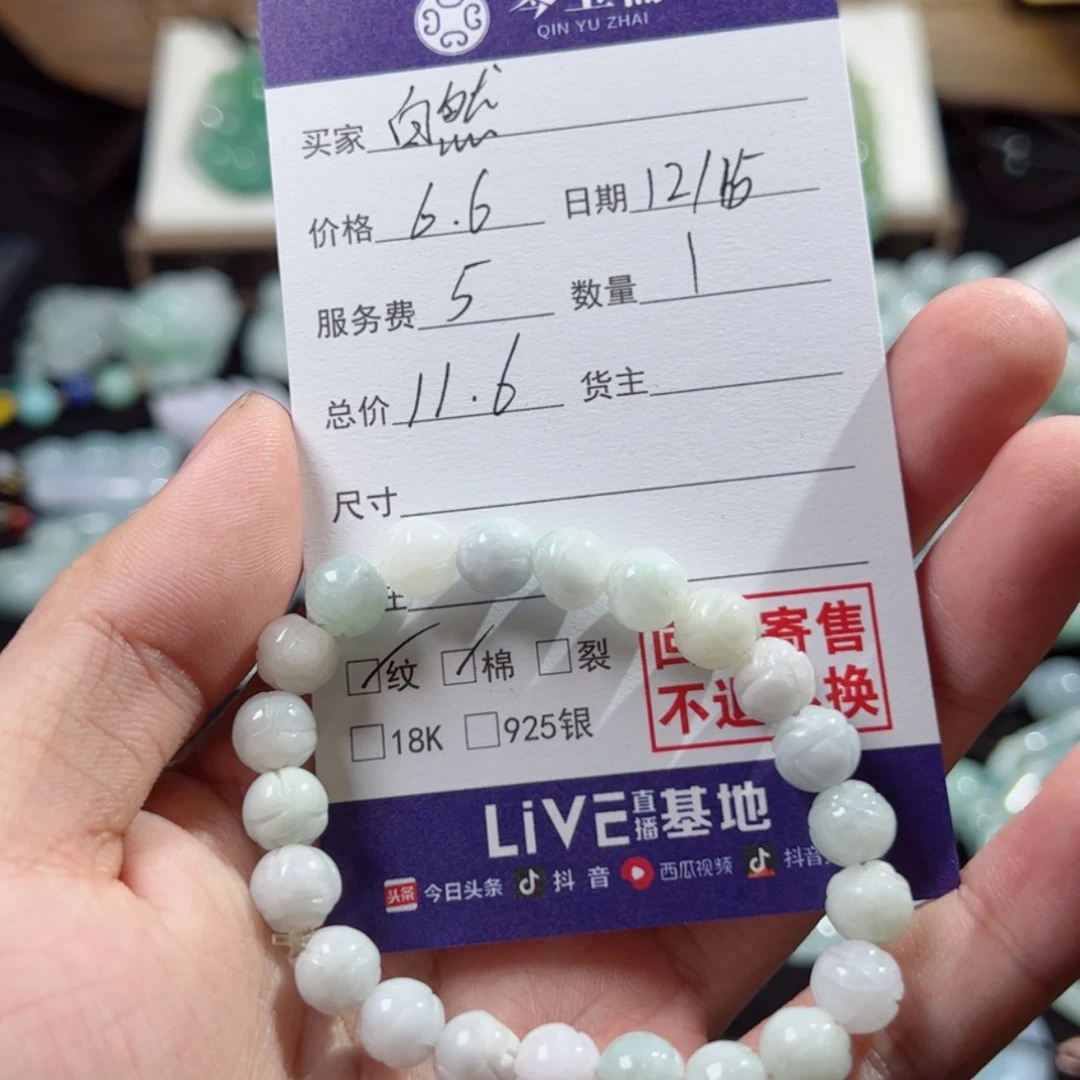 QIN YU ZHAI
买家 自然
价格 6.6 日期 12/15
服务费 5 数量 1
总价 11.6 货主
尺寸
纹 棉 裂
寄售
不退 换
18K 925银
LiVE直播基地
头条 今日头条 抖音 西瓜视频 抖音